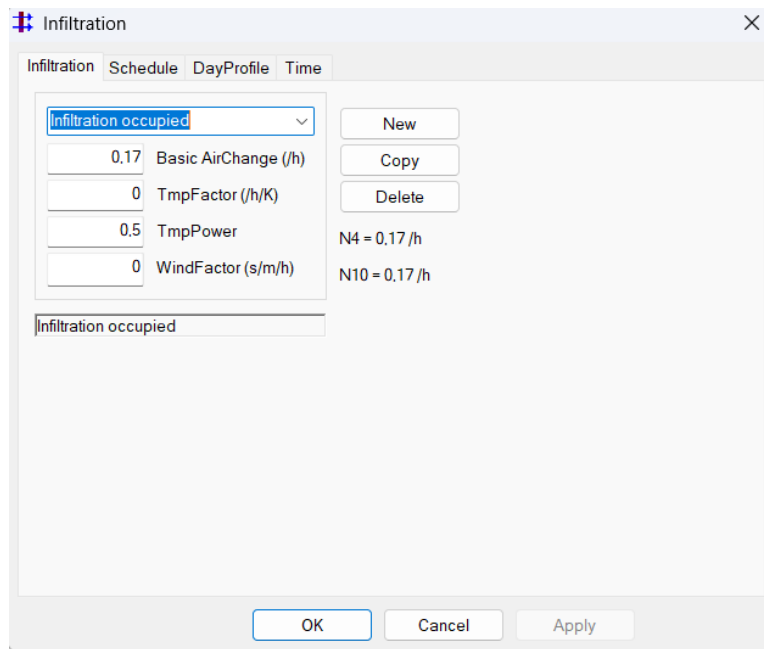 Infiltration
Infiltration Schedule DayProfile Time
Infiltration occupied New
0,17 Basic AirChange (/h) Copy
0 TmpFactor (/h/K) Delete
0,5 TmpPower N4 = 0,17 /h
0 WindFactor (s/m/h) N10 = 0,17 /h
Infiltration occupied
OK Cancel Apply